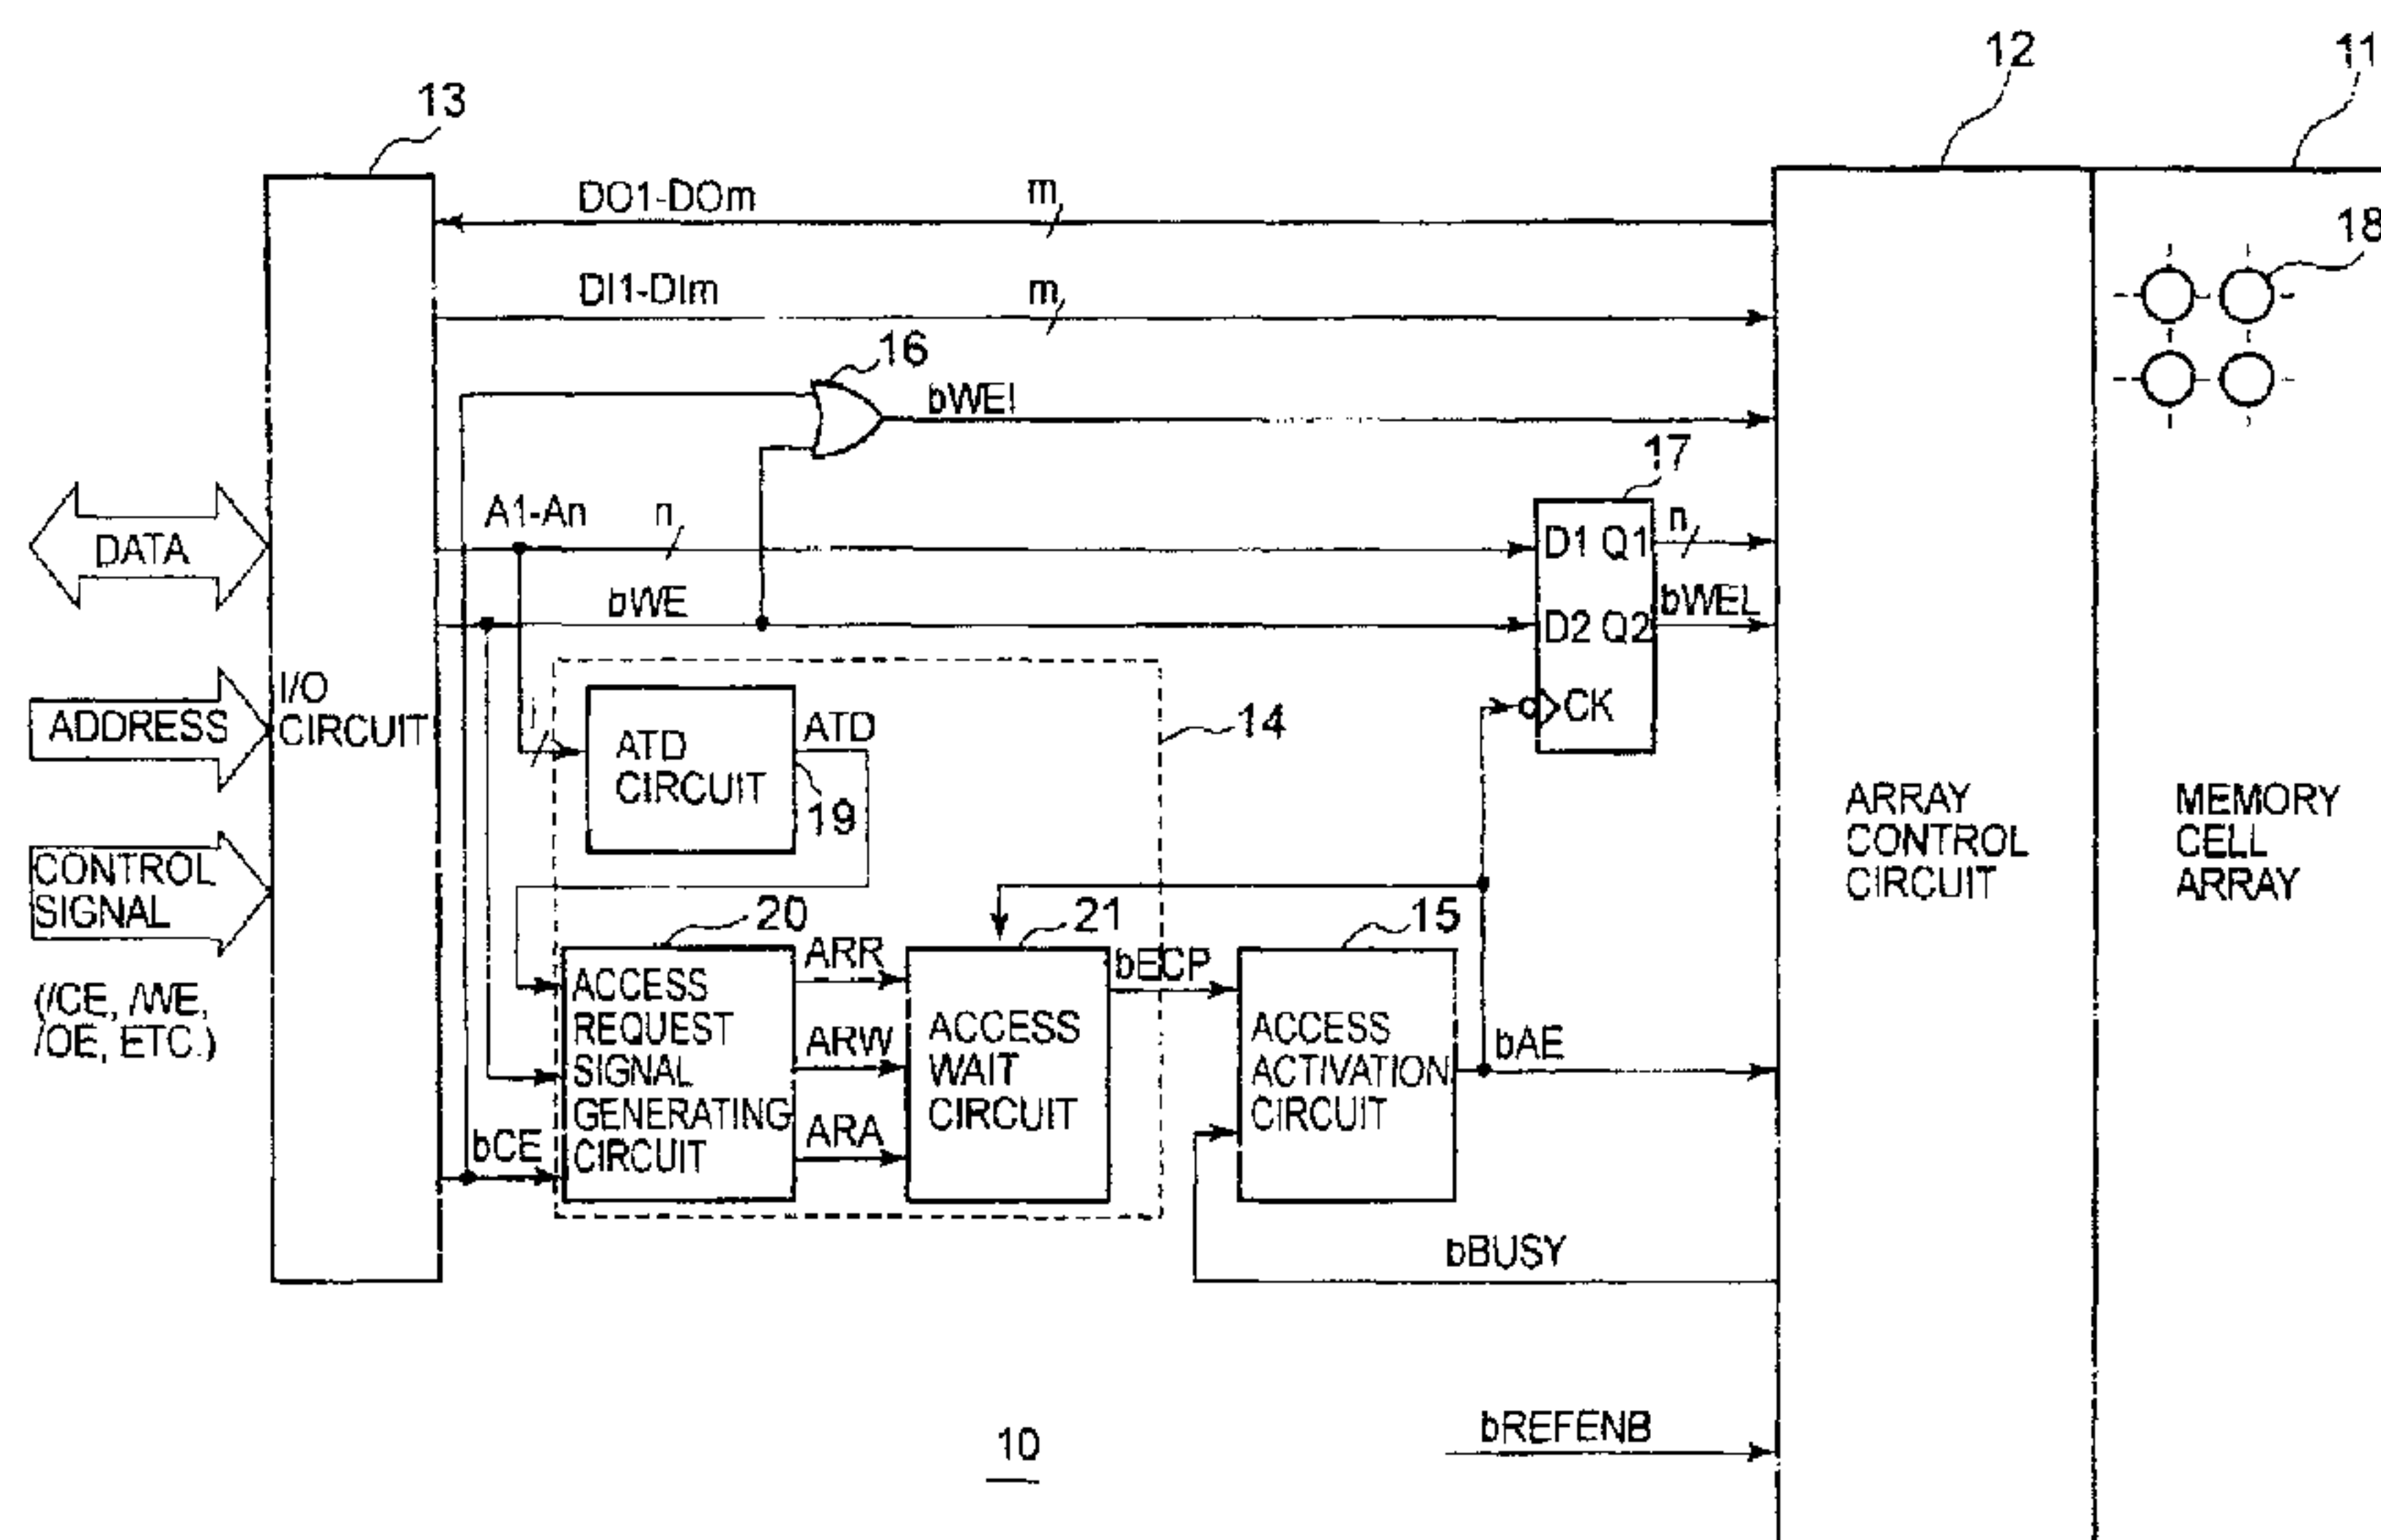 12
11
13
DO1-DOm
m
18
DI1-DIm
m
16
bWEI
17
A1-An
n
D1 Q1
n
DATA
bWE
D2 Q2
bWEL
I/O
CIRCUIT
ADDRESS
ATD
CIRCUIT
ATD
14
CK
19
ARRAY
CONTROL
CIRCUIT
MEMORY
CELL
ARRAY
CONTROL
SIGNAL
20
21
15
(/CE, /WE,
/OE, ETC.)
ACCESS
REQUEST
SIGNAL
GENERATING
CIRCUIT
ARR
ARW
ARA
ACCESS
WAIT
CIRCUIT
bECP
ACCESS
ACTIVATION
CIRCUIT
bAE
bCE
bBUSY
bREFENB
10